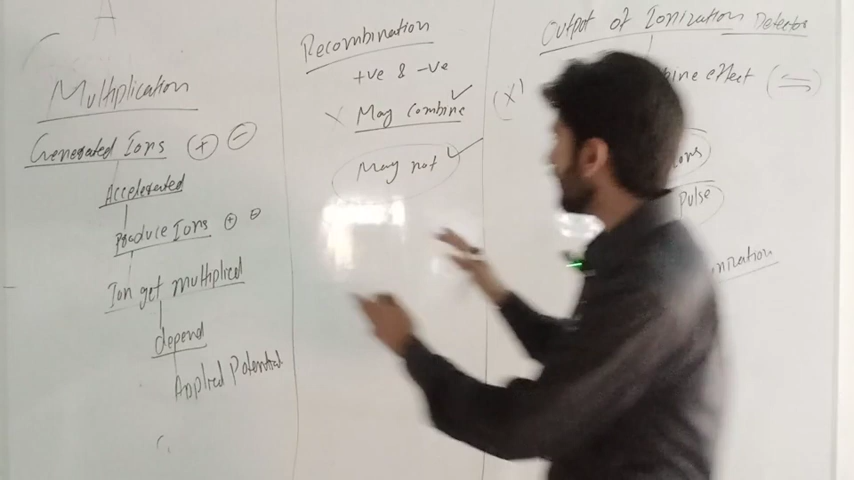 Multiplication
Generated Ions + -
Accelerated
Produce Ions + -
Ion get multiplied
depend
Applied Potential
Recombination
+ve & -ve
X May Combine ✓
May not ✓
Output of Ionization Detector
(X)
effect (⇌)
Pulse